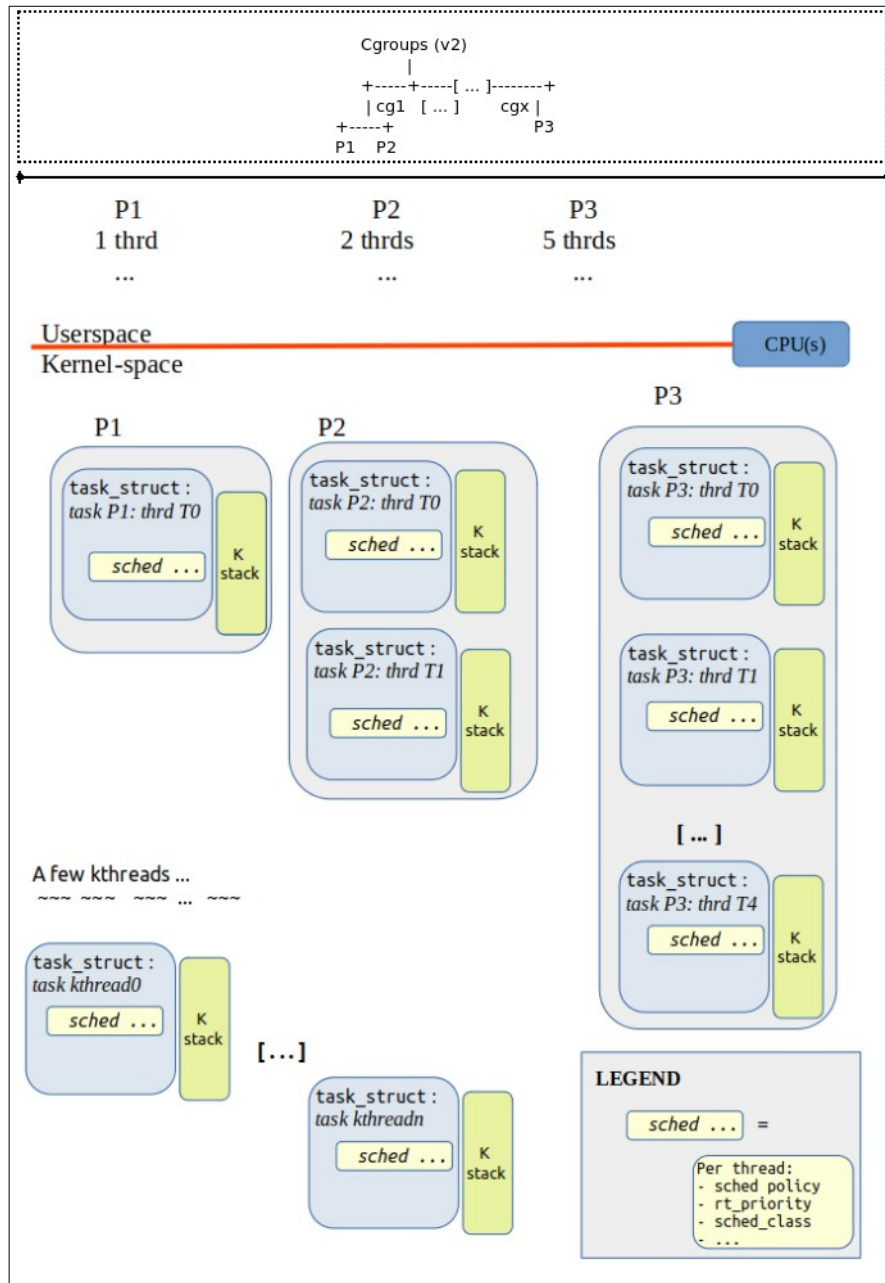 Cgroups (v2)
|
+-----+-----[ ... ]--------+
|cg1 [ ... ] cgx |
+-----+ P3
P1 P2
P1 P2 P3
1 thrd 2 thrds 5 thrds
... ... ...
Userspace
CPU(s)
Kernel-space
P1
task_struct:
task P1: thrd T0
sched ...
K
stack
P2
task_struct:
task P2: thrd T0
sched ...
K
stack
task_struct:
task P2: thrd T1
sched ...
K
stack
P3
task_struct:
task P3: thrd T0
sched ...
K
stack
task_struct:
task P3: thrd T1
sched ...
K
stack
[ ... ]
task_struct:
task P3: thrd T4
sched ...
K
stack
A few kthreads ...
~~~ ~~~ ~~~ ... ~~~
task_struct:
task kthread0
sched ...
K
stack
[...]
task_struct:
task kthreadn
sched ...
K
stack
LEGEND
sched ... =
Per thread:
- sched policy
- rt_priority
- sched_class
- ...